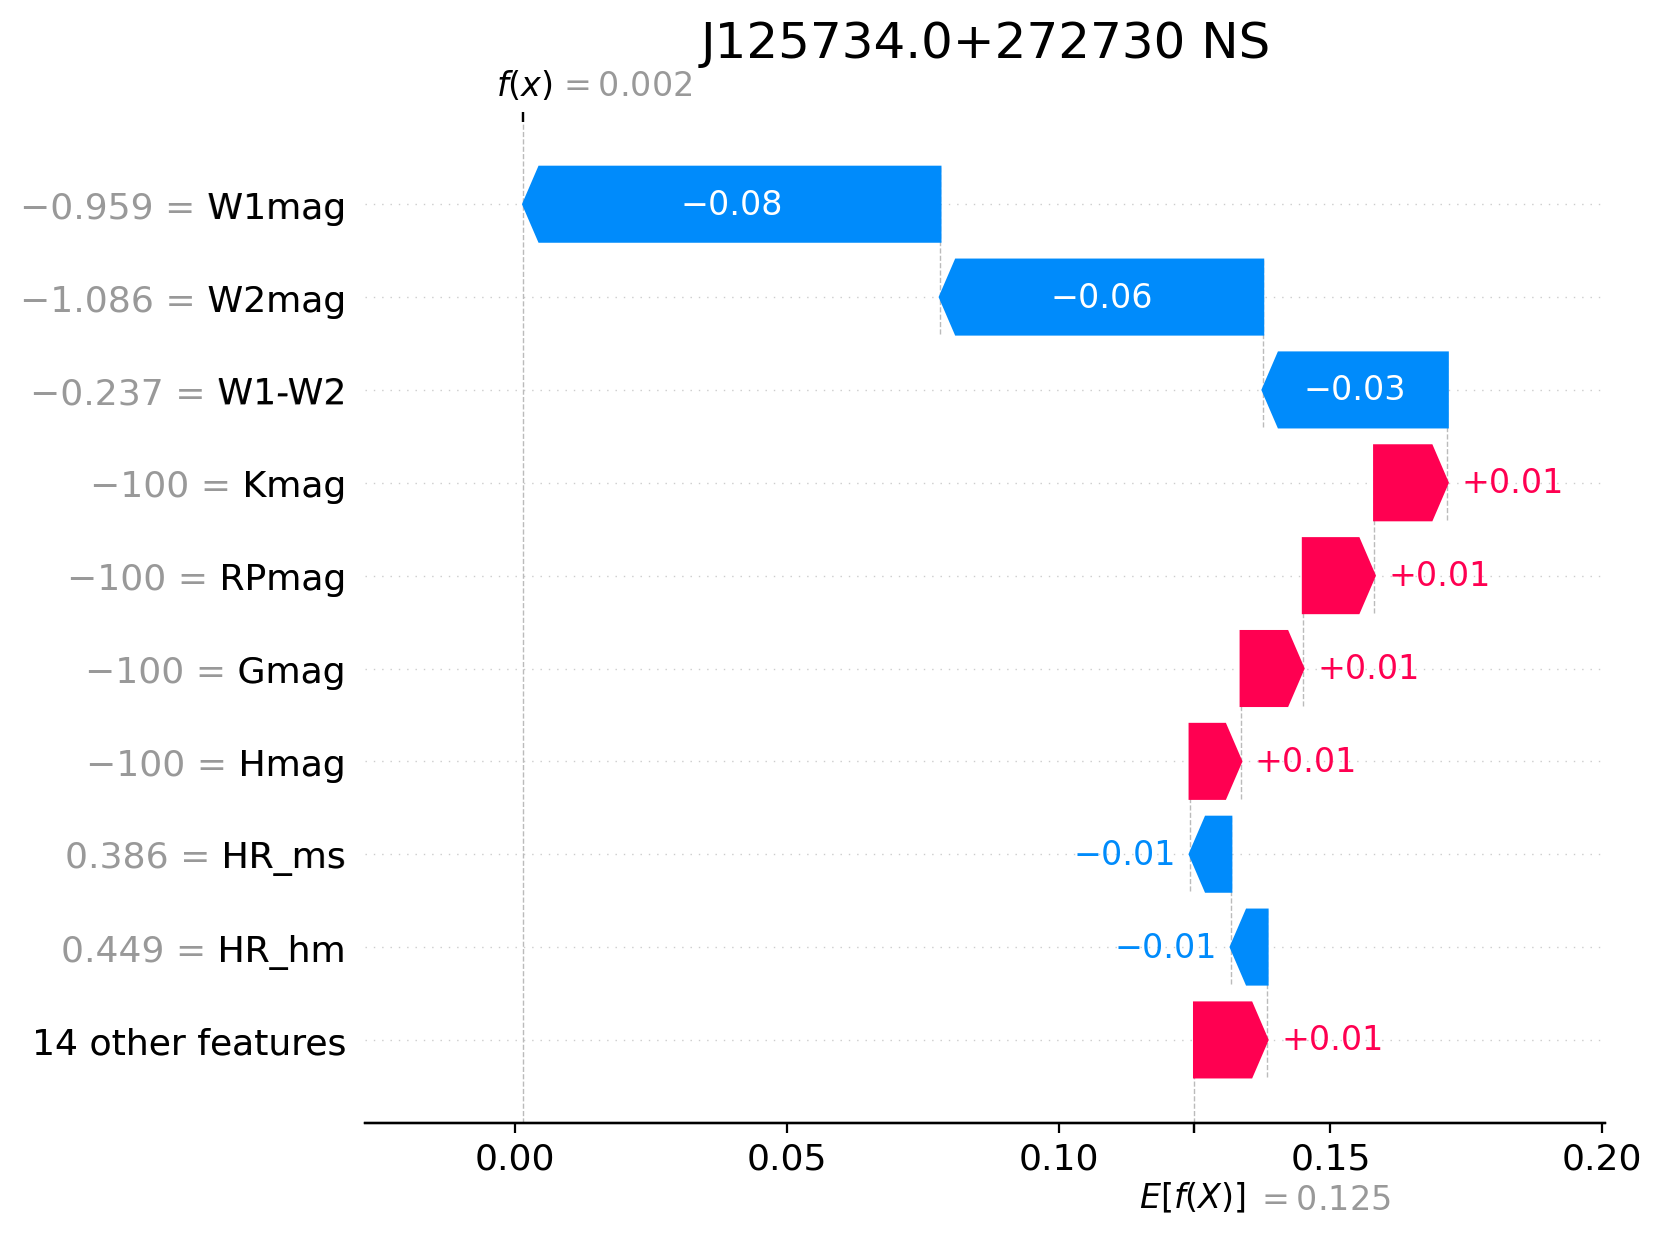 J125734.0+272730 NS
f(x) = 0.002
−0.959 = W1mag
−0.08
−1.086 = W2mag
−0.06
−0.237 = W1-W2
−0.03
−100 = Kmag
+0.01
−100 = RPmag
+0.01
−100 = Gmag
+0.01
−100 = Hmag
+0.01
0.386 = HR_ms
−0.01
0.449 = HR_hm
−0.01
14 other features
+0.01
0.00 0.05 0.10 0.15 0.20
E[f(X)] = 0.125